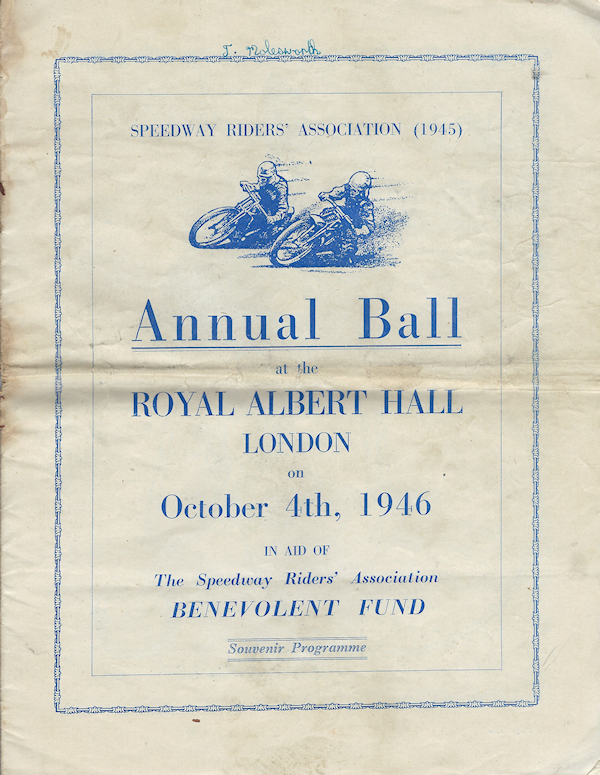 J. Molesworth
SPEEDWAY RIDERS' ASSOCIATION (1945)
Annual Ball
at the
ROYAL ALBERT HALL
LONDON
on
October 4th, 1946
IN AID OF
The Speedway Riders' Association
BENEVOLENT FUND
Souvenir Programme